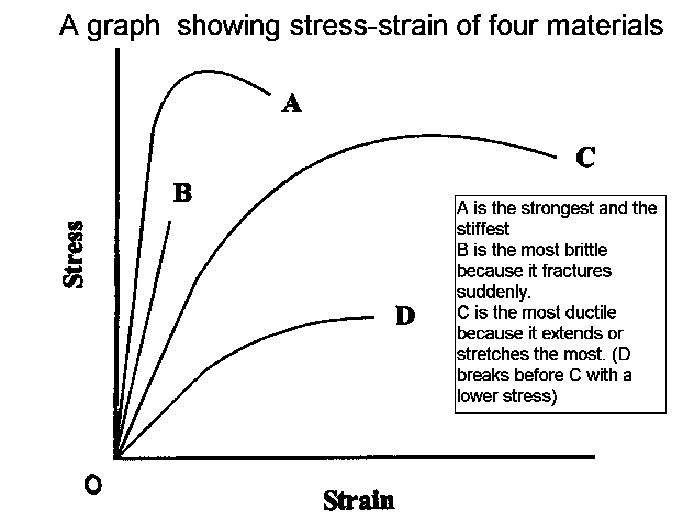 A graph  showing stress-strain of four materials
A
B
C
A is the strongest and the
stiffest
B is the most brittle
because it fractures
suddenly.
C is the most ductile
because it extends or
stretches the most. (D
breaks before C with a
lower stress)
Stress
D
O
Strain